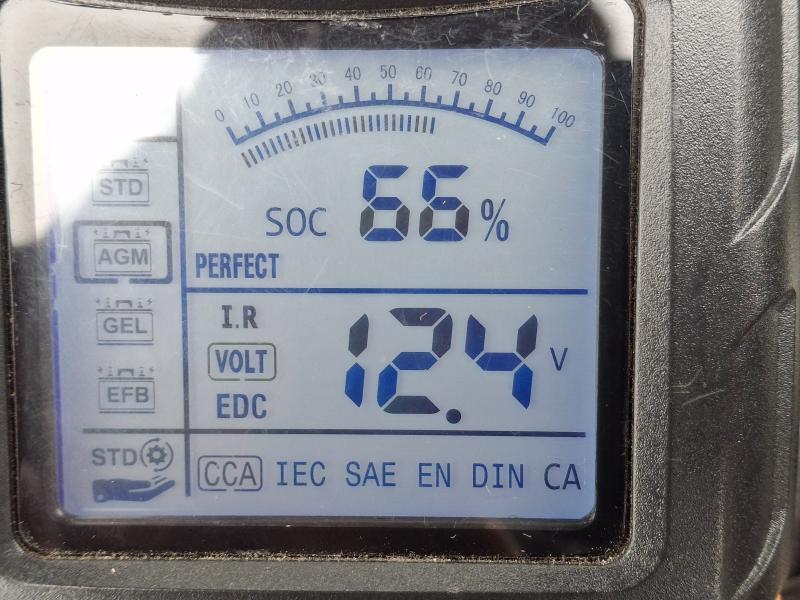 0 10 20 30 40 50 60 70 80 90 100
STD
SOC 66%
AGM
PERFECT
GEL
I.R
VOLT
12.4 V
EFB
EDC
STD
CCA IEC SAE EN DIN CA